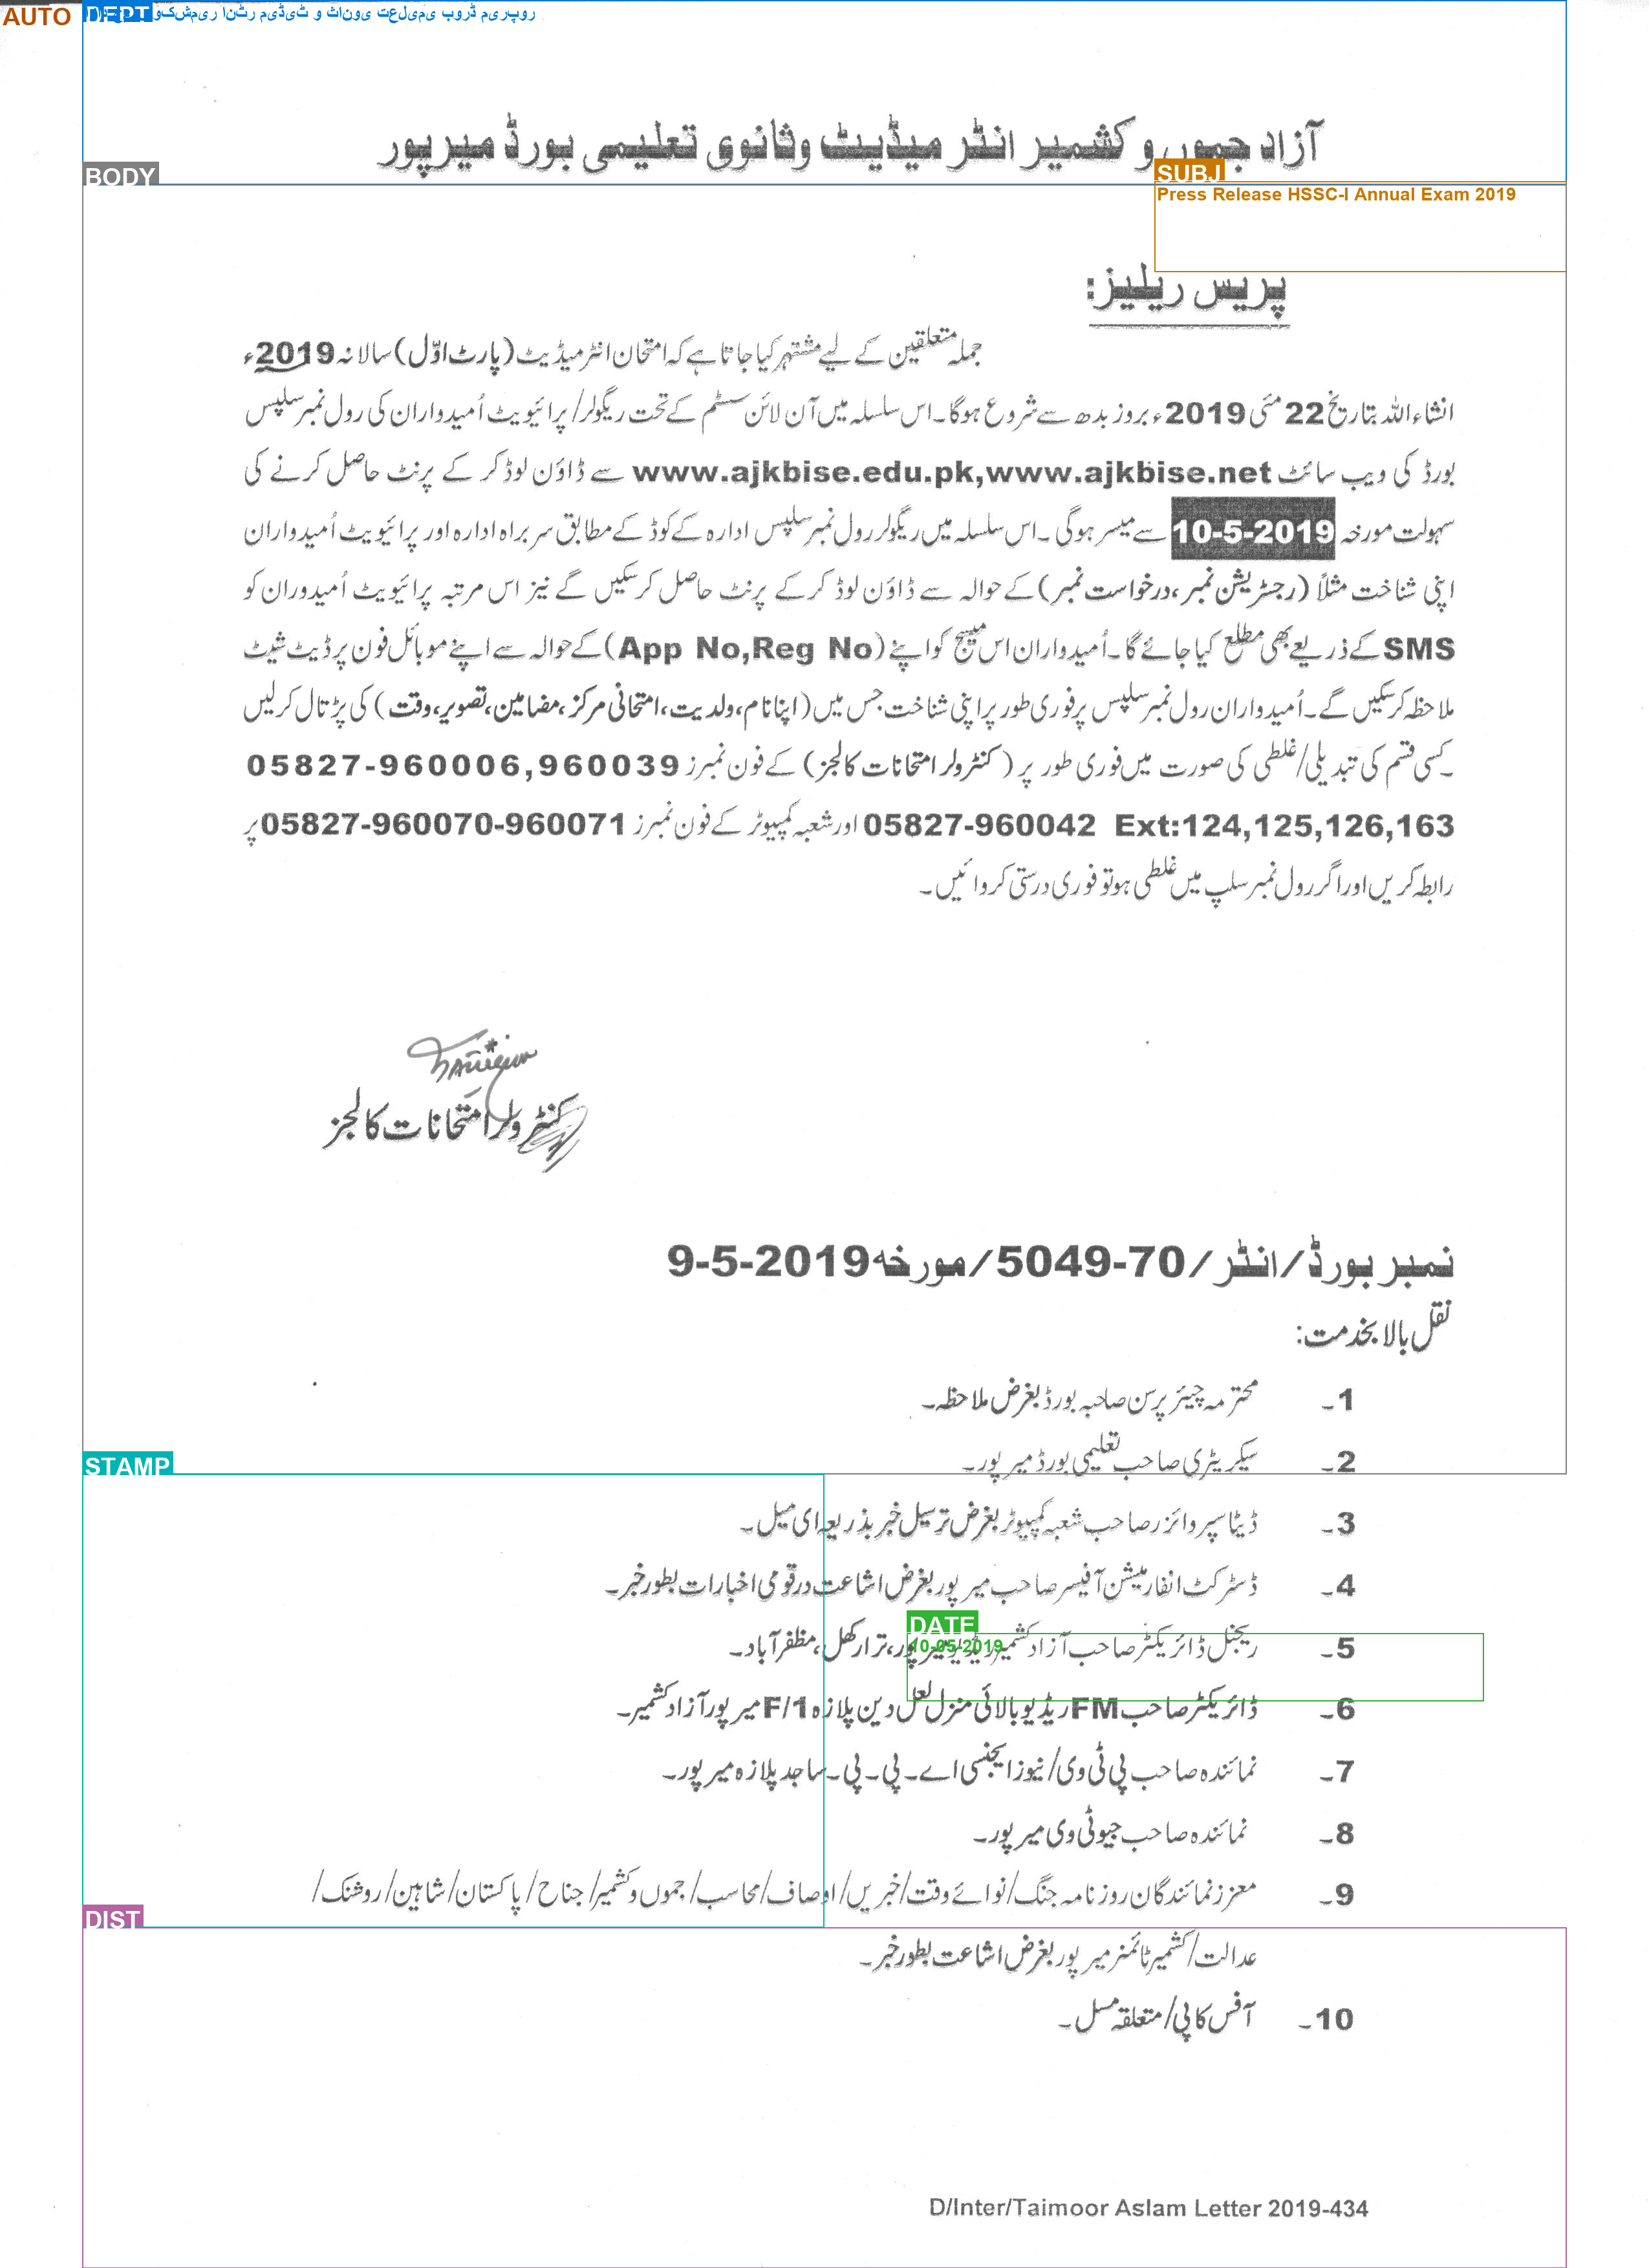 AUTO
DEPT
BODY
SUBJ
Press Release HSSC-I Annual Exam 2019
آزاد جموں و کشمیر انٹر میڈیٹ وثانوی تعلیمی بورڈ میرپور
پریس ریلیز:
جملہ متعلقین کے لیے مشتہر کیا جاتا ہے کہ امتحان انٹرمیڈیٹ (پارٹ اوّل) سالانہ 2019ء
انشاءاللہ بتاریخ 22 مئی 2019ء بروز بدھ سے شروع ہوگا۔ اس سلسلہ میں آن لائن سسٹم کے تحت ریگولر/ پرائیویٹ اُمیدواران کی رول نمبر سلپس
بورڈ کی ویب سائٹ www.ajkbise.edu.pk,www.ajkbise.net سے ڈاؤن لوڈ کر کے پرنٹ حاصل کرنے کی
سہولت مورخہ 10-5-2019 سے میسر ہوگی ۔ اس سلسلہ میں ریگولر رول نمبر سلپس ادارہ کے کوڈ کے مطابق سربراہ ادارہ اور پرائیویٹ اُمیدواران
اپنی شناخت مثلاً (رجسٹریشن نمبر، درخواست نمبر) کے حوالہ سے ڈاؤن لوڈ کر کے پرنٹ حاصل کر سکیں گے نیز اس مرتبہ پرائیویٹ اُمیدوران کو
SMS کے ذریعے بھی مطلع کیا جائے گا۔ اُمیدواران اس میسج کو اپنے (App No,Reg No) کے حوالہ سے اپنے موبائل فون پر ڈیٹ شیٹ
ملاحظہ کر سکیں گے۔ اُمیدواران رول نمبر سلپس پر فوری طور پر اپنی شناخت جس میں (اپنا نام، ولدیت، امتحانی مرکز، مضامین، تصویر، وقت) کی پڑتال کر لیں
۔ کسی قسم کی تبدیلی/غلطی کی صورت میں فوری طور پر (کنٹرولر امتحانات کالجز) کے فون نمبرز 05827-960006,960039
05827-960042 Ext:124,125,126,163 اور شعبہ کمپیوٹر کے فون نمبرز 05827-960070-960071 پر
رابطہ کریں اور اگر رول نمبر سلپ میں غلطی ہو تو فوری درستی کروائیں۔
کنٹرولر امتحانات کالجز
نمبر بورڈ/انٹر/5049-70/مورخہ 9-5-2019
نقل بالا بخدمت:
1۔ محترمہ چیئرپرسن صاحبہ بورڈ بغرض ملاحظہ۔
2۔ سیکریٹری صاحب تعلیمی بورڈ میرپور۔
STAMP
3۔ ڈیٹا سپروائزر صاحب شعبہ کمپیوٹر بغرض ترسیل خبر بذریعہ ای میل۔
4۔ ڈسٹرکٹ انفارمیشن آفیسر صاحب میرپور بغرض اشاعت در قومی اخبارات بطور خبر۔
DATE
10-05-2019
5۔ ریجنل ڈائریکٹر صاحب آزاد کشمیر ریڈیو میرپور، تراڑکھل، مظفرآباد۔
6۔ ڈائریکٹر صاحب FM ریڈیو بالائی منزل لعل دین پلازہ F/1 میرپور آزاد کشمیر۔
7۔ نمائندہ صاحب پی ٹی وی/نیوز ایجنسی اے۔پی۔پی۔ساجد پلازہ میرپور۔
8۔ نمائندہ صاحب جیو ٹی وی میرپور۔
9۔ معزز نمائندگان روزنامہ جنگ/نوائے وقت/خبریں/اوصاف/محاسب/جموں وکشمیر/جناح/پاکستان/شاہین/روشنک/
DIST
عدالت/کشمیر ٹائمنر میرپور بغرض اشاعت بطور خبر۔
10۔ آفس کاپی/متعلقہ مسل۔
D/Inter/Taimoor Aslam Letter 2019-434